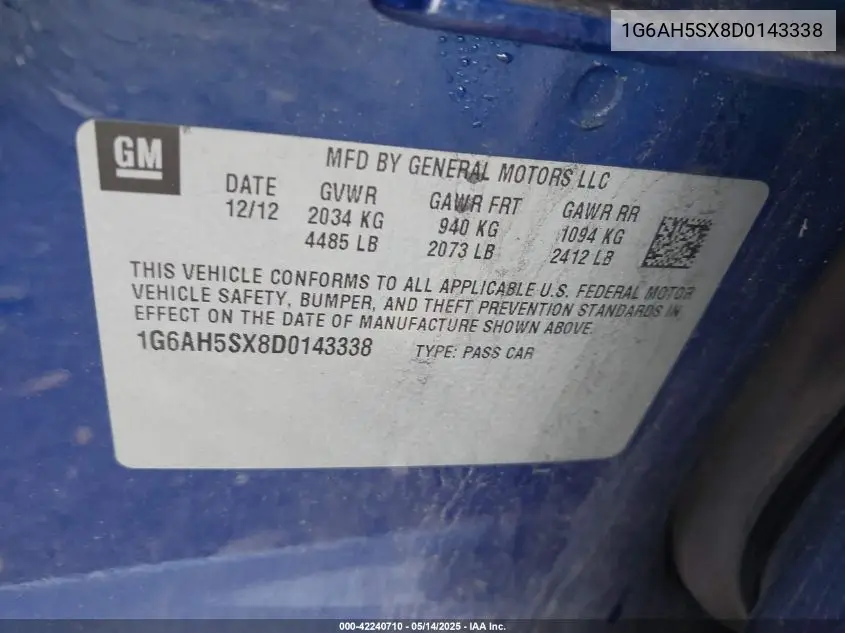 1G6AH5SX8D0143338
GM
MFD BY GENERAL MOTORS LLC
DATE GVWR GAWR FRT GAWR RR
12/12 2034 KG 940 KG 1094 KG
4485 LB 2073 LB 2412 LB
THIS VEHICLE CONFORMS TO ALL APPLICABLE U.S. FEDERAL MOTOR
VEHICLE SAFETY, BUMPER, AND THEFT PREVENTION STANDARDS IN
EFFECT ON THE DATE OF MANUFACTURE SHOWN ABOVE.
1G6AH5SX8D0143338 TYPE: PASS CAR
000-42240710 - 05/14/2025 - IAA Inc.